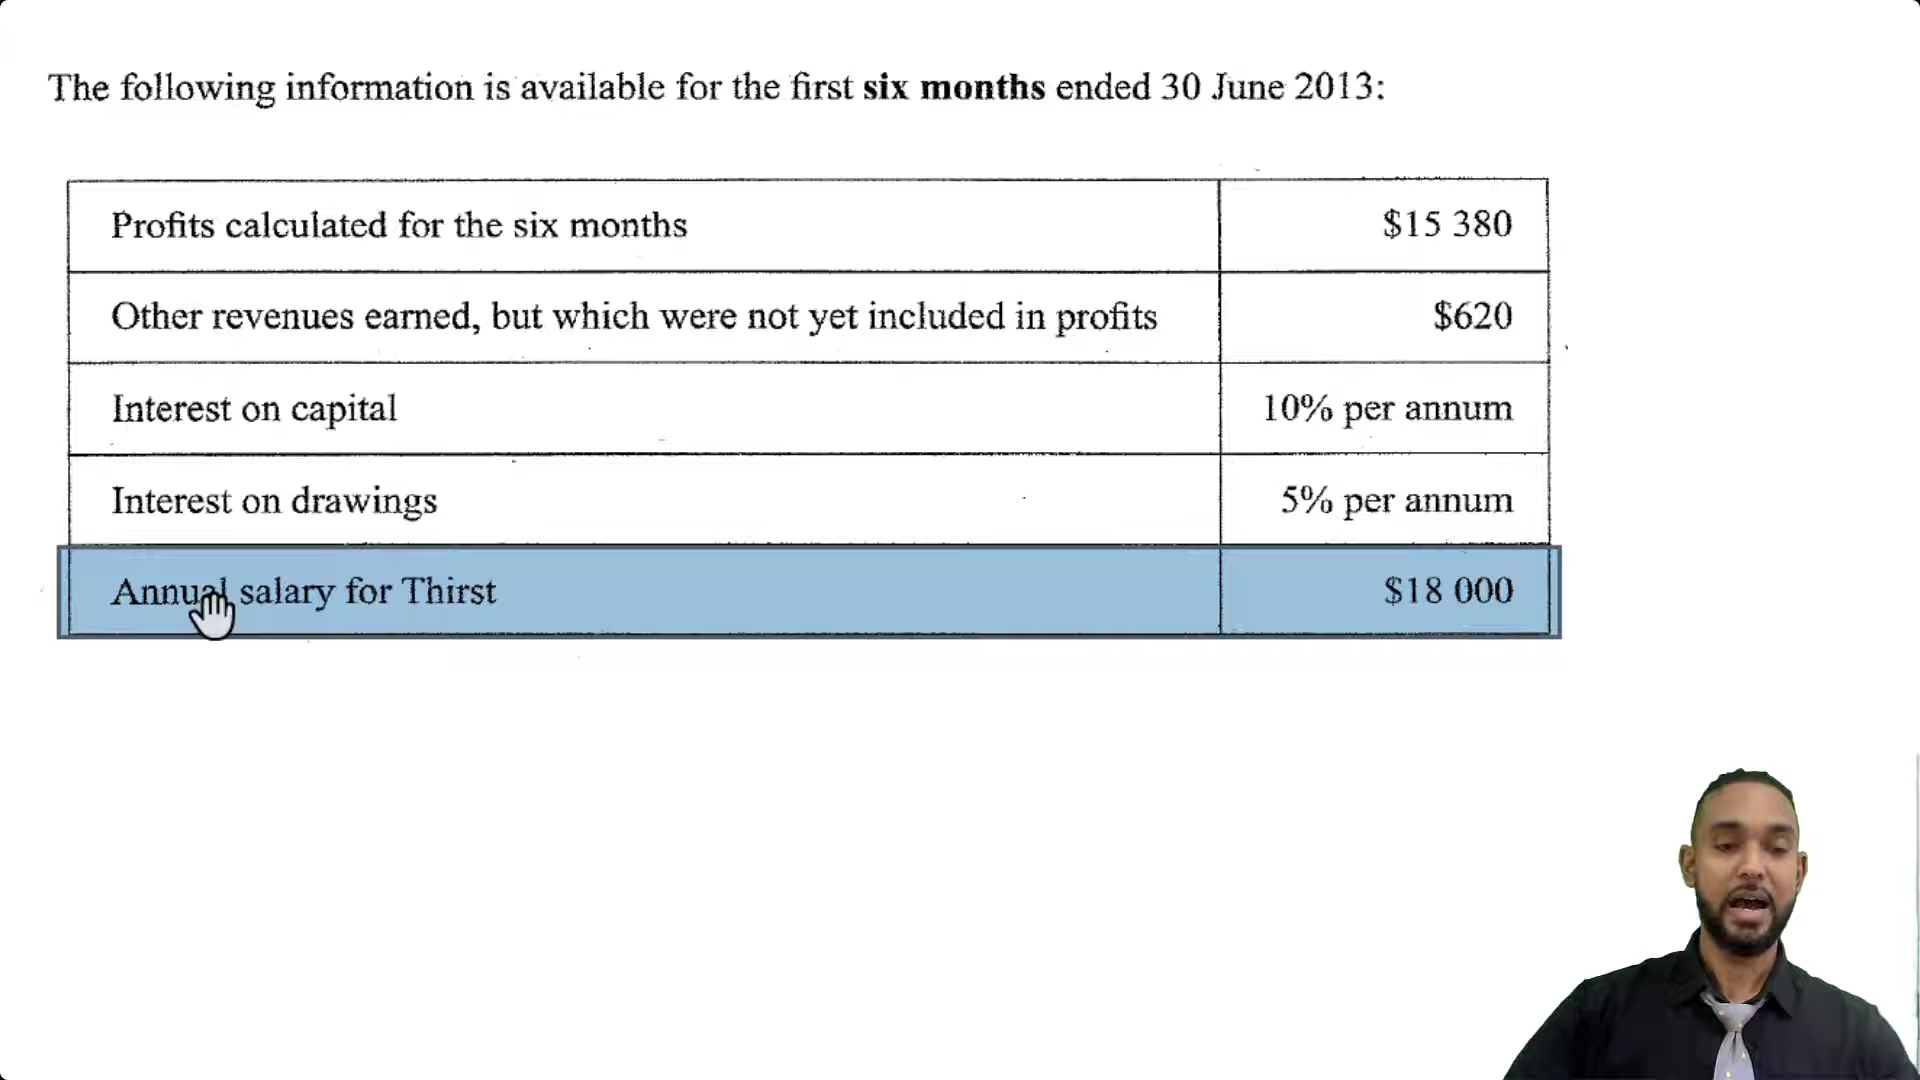 The following information is available for the first six months ended 30 June 2013:
Profits calculated for the six months $15 380
Other revenues earned, but which were not yet included in profits $620
Interest on capital 10% per annum
Interest on drawings 5% per annum
Annual salary for Thirst $18 000